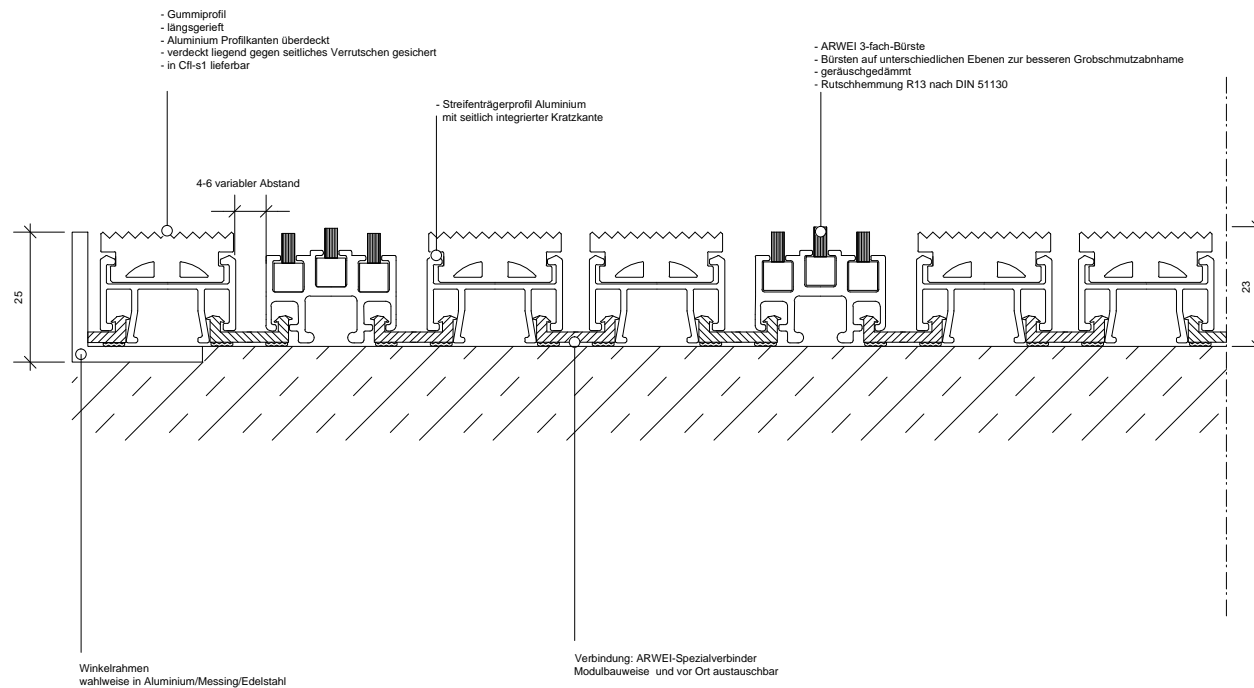 - Gummiprofil
- längsgerieft
- Aluminium Profilkanten überdeckt
- verdeckt liegend gegen seitliches Verrutschen gesichert
- in Cfl-s1 lieferbar
- ARWEI 3-fach-Bürste
- Bürsten auf unterschiedlichen Ebenen zur besseren Grobschmutzabnhame
- geräuschgedämmt
- Rutschhemmung R13 nach DIN 51130
- Streifenträgerprofil Aluminium
mit seitlich integrierter Kratzkante
4-6 variabler Abstand
25
23
Winkelrahmen
wahlweise in Aluminium/Messing/Edelstahl
Verbindung: ARWEI-Spezialverbinder
Modulbauweise und vor Ort austauschbar